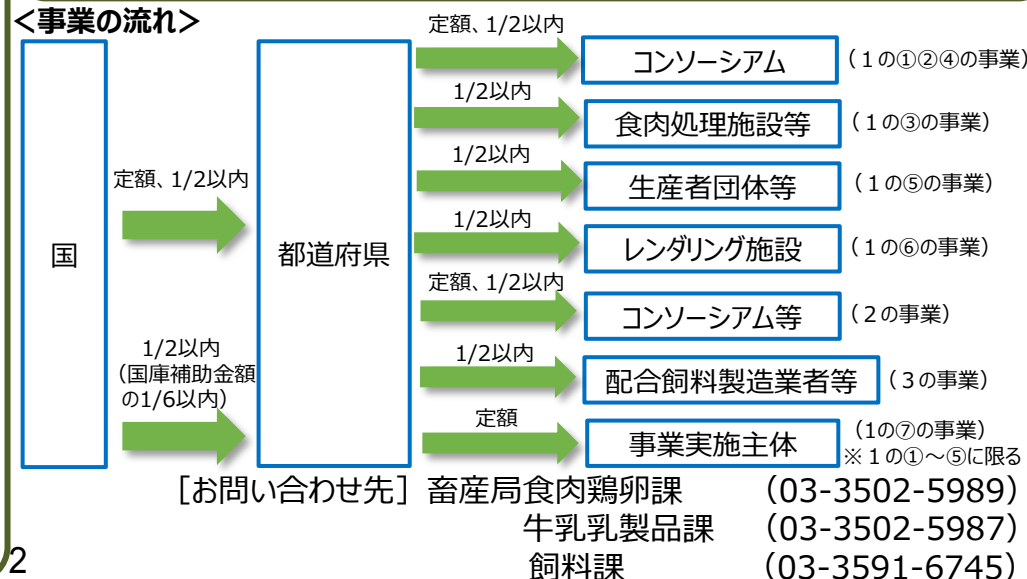 ＜事業の流れ＞
国
定額、1/2以内
1/2以内
（国庫補助金額
の1/6以内）
都道府県
定額、1/2以内
コンソーシアム
（１の①②④の事業）
1/2以内
食肉処理施設等
（１の③の事業）
1/2以内
生産者団体等
（１の⑤の事業）
1/2以内
レンダリング施設
（１の⑥の事業）
定額、1/2以内
コンソーシアム等
（２の事業）
1/2以内
配合飼料製造業者等
（３の事業）
定額
事業実施主体
（1の⑦の事業）
※１の①～⑤に限る
［お問い合わせ先］畜産局食肉鶏卵課 （03-3502-5989）
牛乳乳製品課 （03-3502-5987）
飼料課 （03-3591-6745）
2